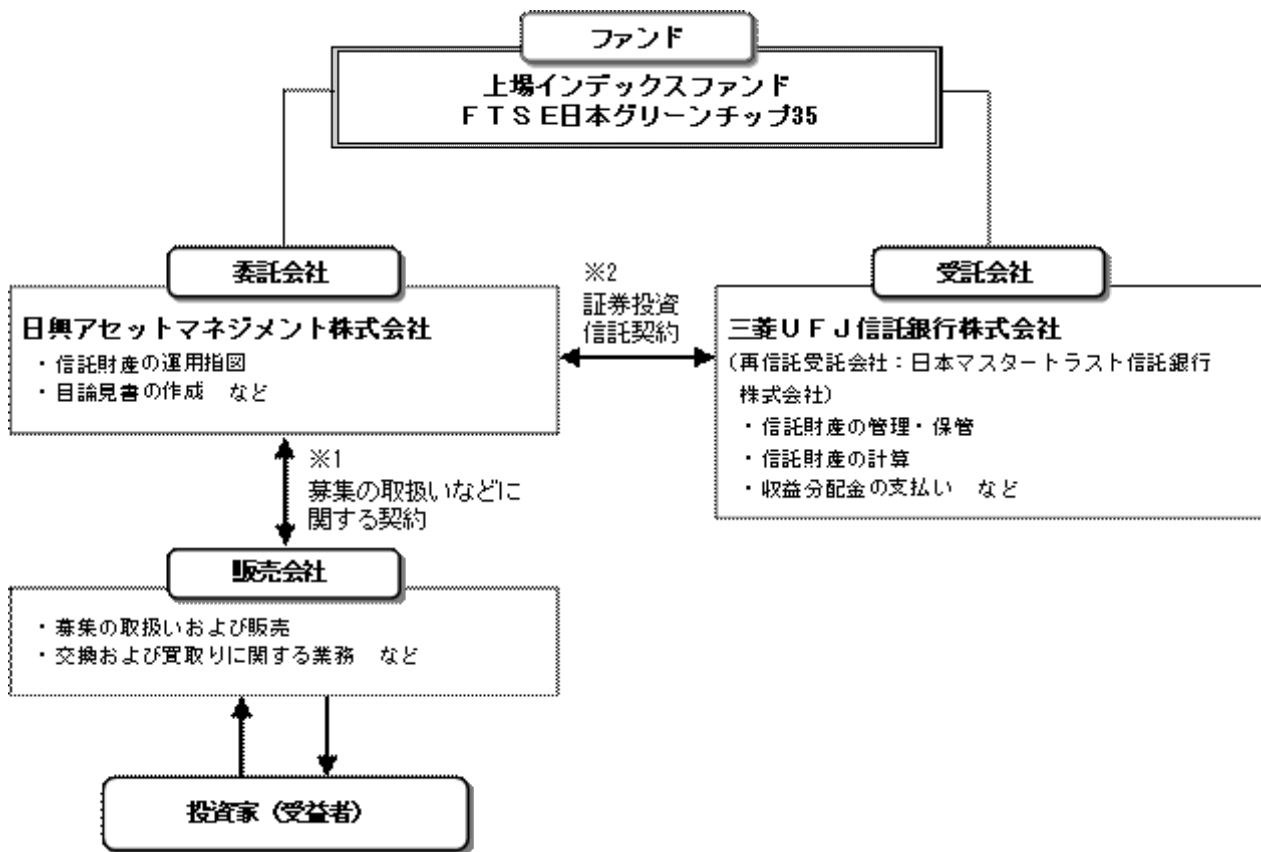 ファンド
上場インデックスファンド
ＦＴＳＥ日本グリーンチップ35
委託会社
日興アセットマネジメント株式会社
・信託財産の運用指図
・目論見書の作成　など
※2
証券投資
信託契約
受託会社
三菱ＵＦＪ信託銀行株式会社
(再信託受託会社：日本マスタートラスト信託銀行
株式会社)
・信託財産の管理・保管
・信託財産の計算
・収益分配金の支払い　など
※1
募集の取扱いなどに
関する契約
販売会社
・募集の取扱いおよび販売
・交換および買取りに関する業務　など
投資家（受益者）